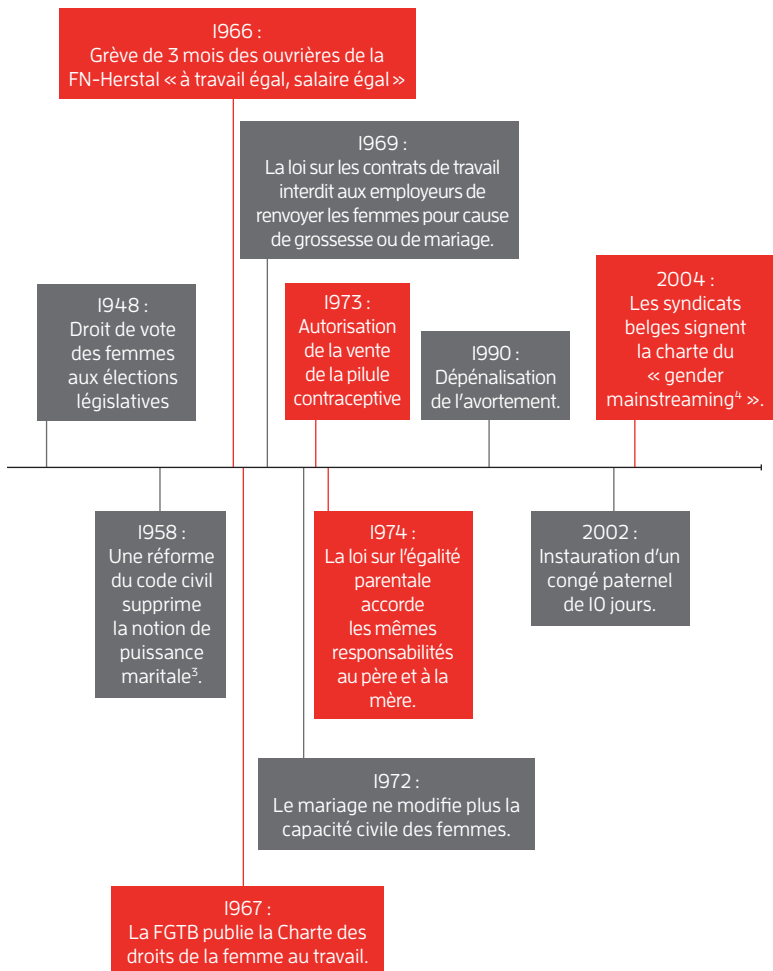 1966 :
Grève de 3 mois des ouvrières de la
FN-Herstal « à travail égal, salaire égal »
1969 :
La loi sur les contrats de travail
interdit aux employeurs de
renvoyer les femmes pour cause
de grossesse ou de mariage.
1948 :
Droit de vote
des femmes
aux élections
législatives
1973 :
Autorisation
de la vente
de la pilule
contraceptive
1990 :
Dépénalisation
de l'avortement.
2004 :
Les syndicats
belges signent
la charte du
« gender
mainstreaming⁴ ».
1958 :
Une réforme
du code civil
supprime
la notion de
puissance
maritale³.
1974 :
La loi sur l'égalité
parentale
accorde
les mêmes
responsabilités
au père et à la
mère.
2002 :
Instauration d'un
congé paternel
de 10 jours.
1972 :
Le mariage ne modifie plus la
capacité civile des femmes.
1967 :
La FGTB publie la Charte des
droits de la femme au travail.